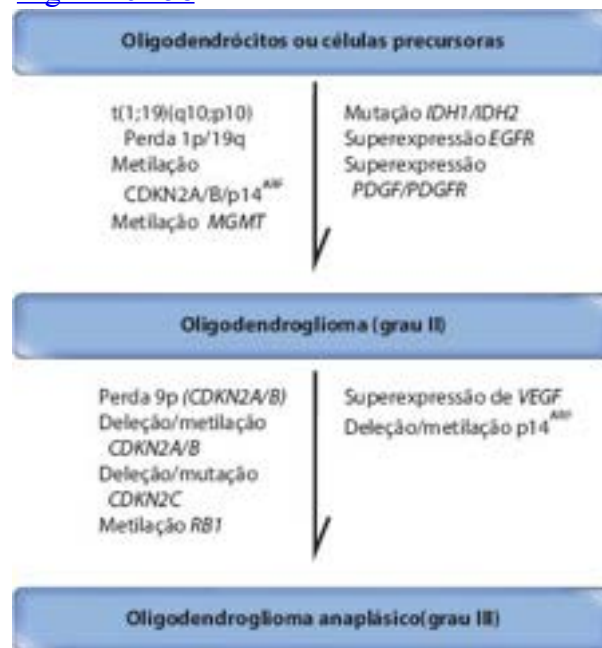 Oligodendrócitos ou células precursoras
t(1;19)(q10;p10)
Perda 1p/19q
Metilação
CDKN2A/B/p14ARF
Metilação MGMT
Mutação IDH1/IDH2
Superexpressão EGFR
Superexpressão
PDGF/PDGFR
Oligodendroglioma (grau II)
Perda 9p (CDKN2A/B)
Deleção/metilação
CDKN2A/B
Deleção/mutação
CDKN2C
Metilação RB1
Superexpressão de VEGF
Deleção/metilação p14ARF
Oligodendroglioma anaplásico(grau III)